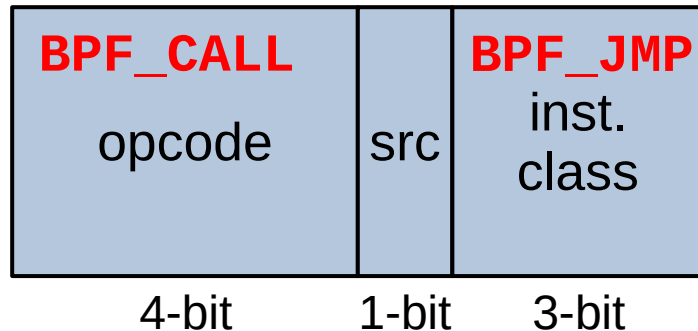 BPF_CALL
opcode
src
BPF_JMP
inst.
class
4-bit
1-bit
3-bit